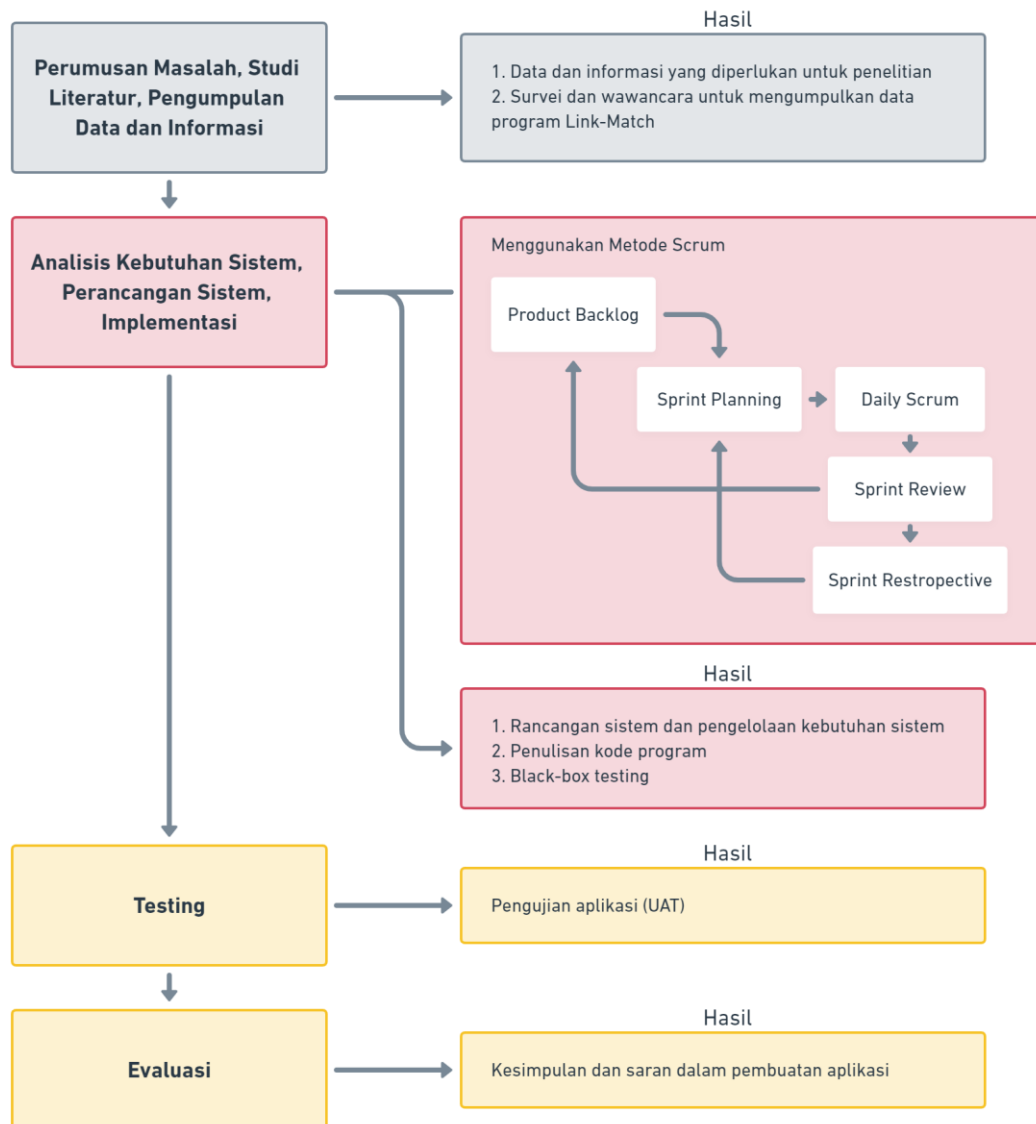 Hasil
Perumusan Masalah, Studi
Literatur, Pengumpulan
Data dan Informasi
1. Data dan informasi yang diperlukan untuk penelitian
2. Survei dan wawancara untuk mengumpulkan data
program Link-Match
Analisis Kebutuhan Sistem,
Perancangan Sistem,
Implementasi
Menggunakan Metode Scrum
Product Backlog
Sprint Planning
Daily Scrum
Sprint Review
Sprint Restropective
Hasil
1. Rancangan sistem dan pengelolaan kebutuhan sistem
2. Penulisan kode program
3. Black-box testing
Hasil
Testing
Pengujian aplikasi (UAT)
Hasil
Evaluasi
Kesimpulan dan saran dalam pembuatan aplikasi